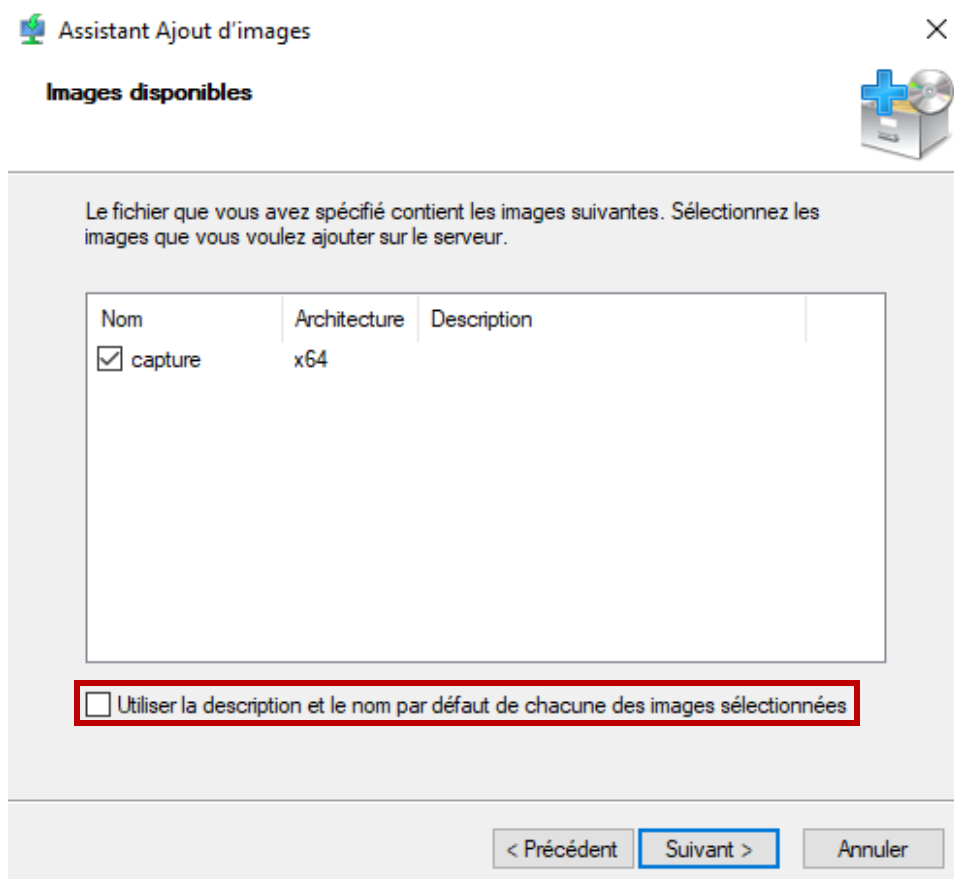 Assistant Ajout d'images
Images disponibles
Le fichier que vous avez spécifié contient les images suivantes. Sélectionnez les
images que vous voulez ajouter sur le serveur.
Nom Architecture Description
capture x64
Utiliser la description et le nom par défaut de chacune des images sélectionnées
< Précédent Suivant > Annuler